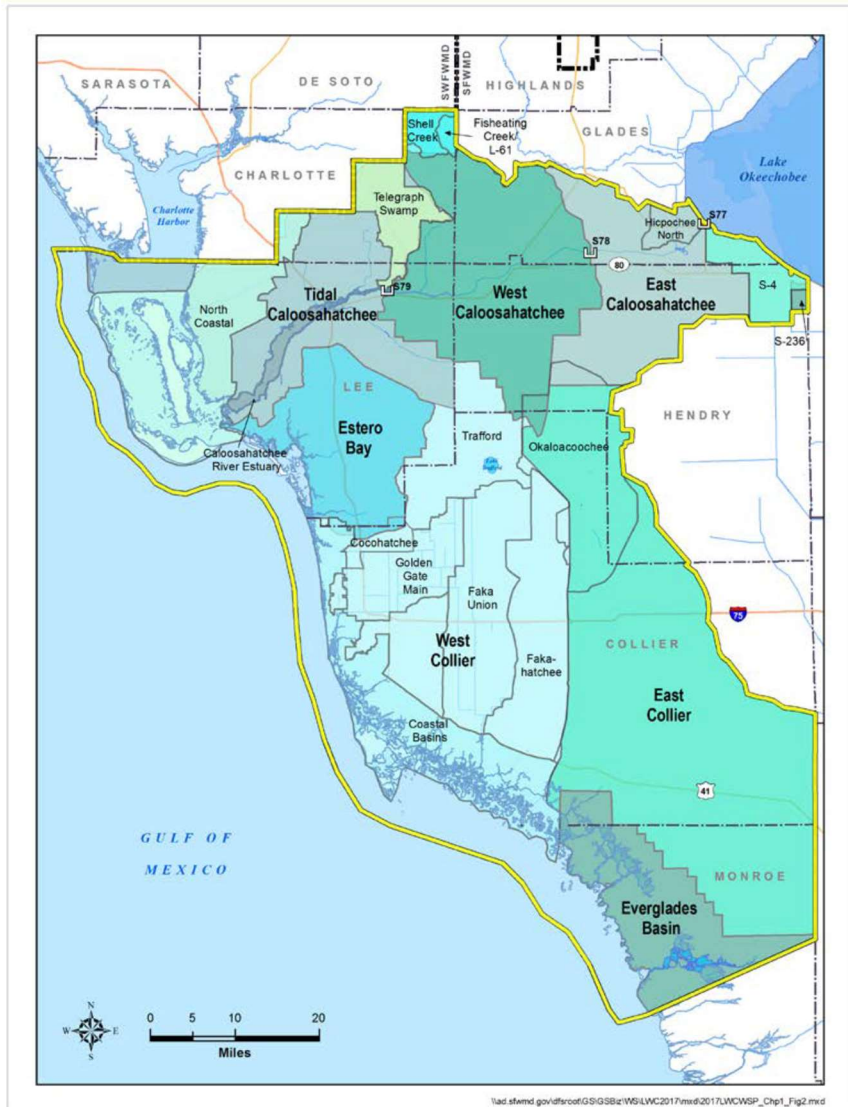 SARASOTA
DE SOTO
SWFWMD
SFWMD
HIGHLANDS
GLADES
Lake
Okeechobee
Shell
Creek
Fisheating
Creek/
L-61
CHARLOTTE
Charlotte
Harbor
Telegraph
Swamp
Hicpochee
North
S77
S78
80
S79
S-4
S-236
North
Coastal
Tidal
Caloosahatchee
West
Caloosahatchee
East
Caloosahatchee
LEE
HENDRY
Estero
Bay
Caloosahatchee
River Estuary
Trafford
Lake
Trafford
Okaloacoochee
Cocohatchee
Golden
Gate
Main
Faka
Union
75
West
Collier
Faka-
hatchee
COLLIER
East
Collier
Coastal
Basins
41
GULF OF
MEXICO
MONROE
Everglades
Basin
N
W
E
S
0 5 10 20
Miles
\\ad.sfwmd.gov\dfsroot\GS\GSBiz\WS\LWC2017\mxd\2017LWCWSP_Chp1_Fig2.mxd